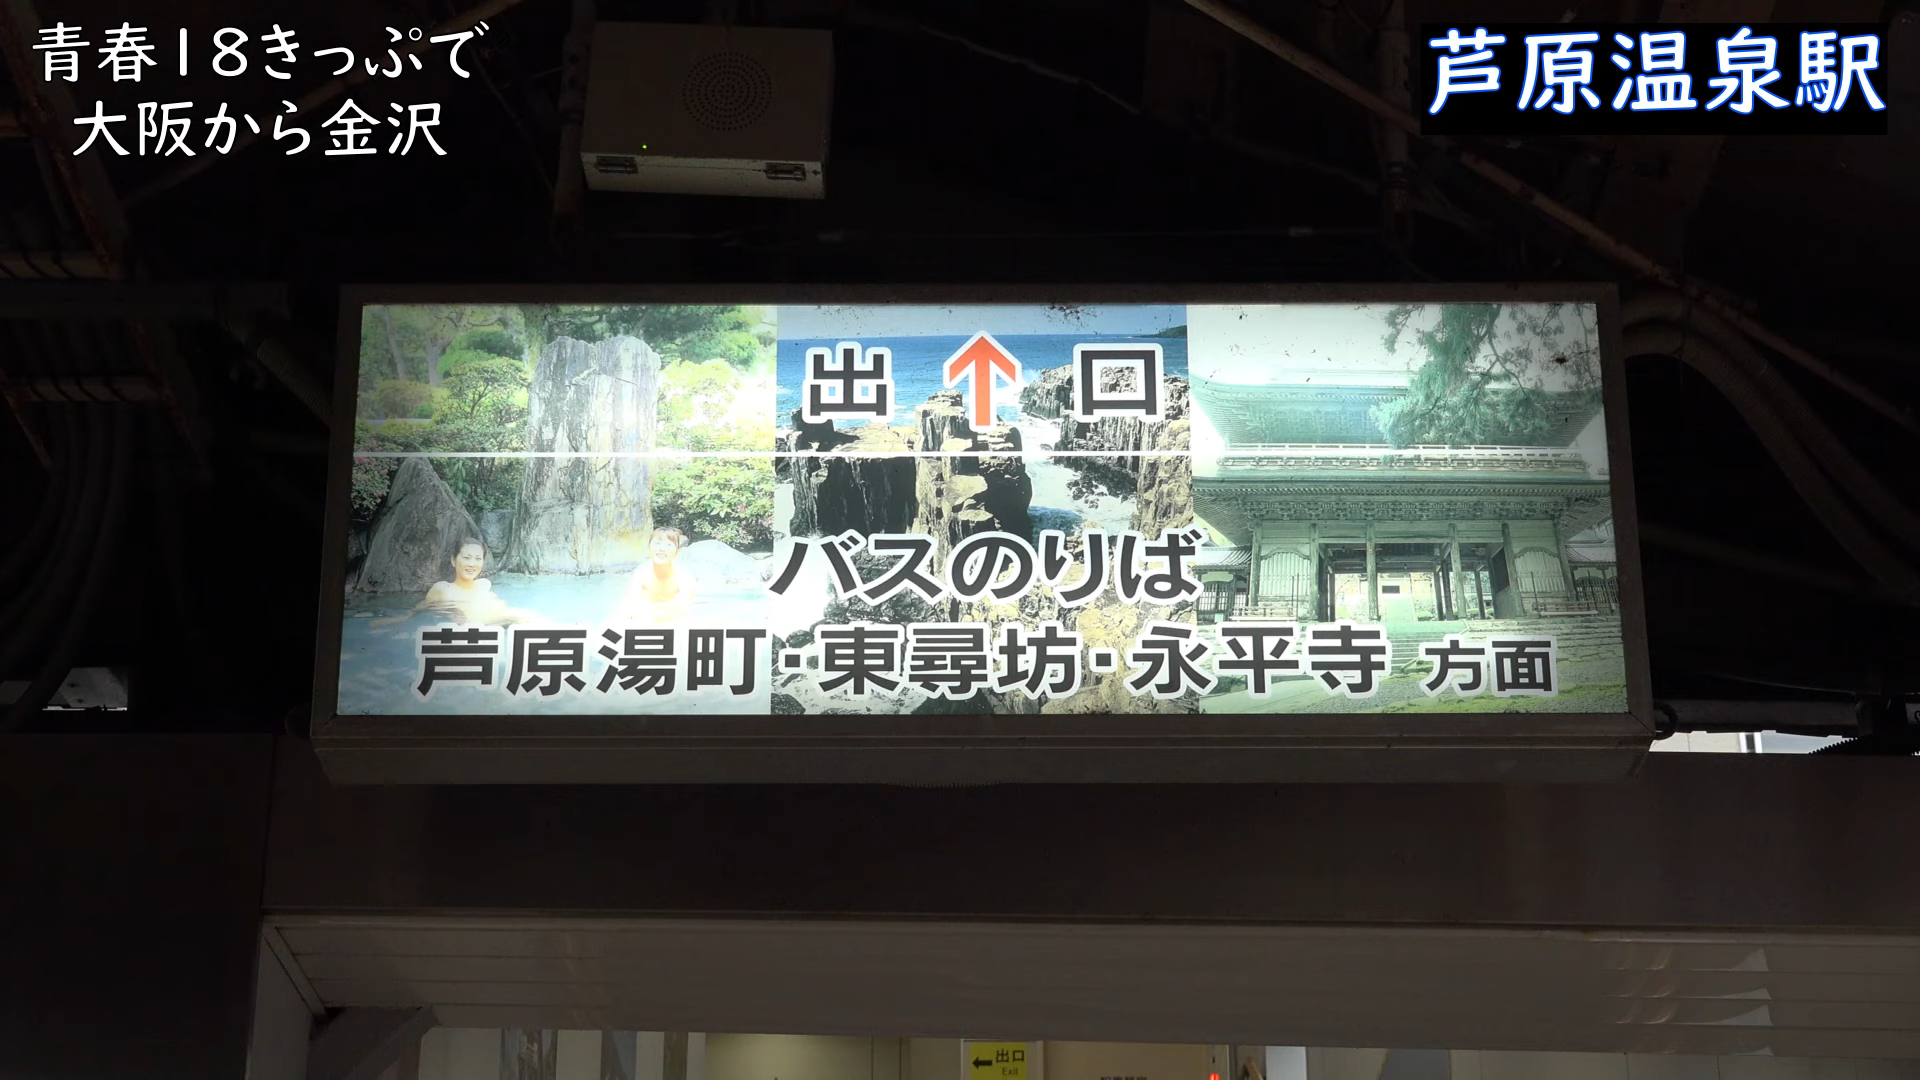 青春18きっぷで
大阪から金沢
芦原温泉駅
出↑口
バスのりば
芦原湯町・東尋坊・永平寺 方面
←出口
Exit